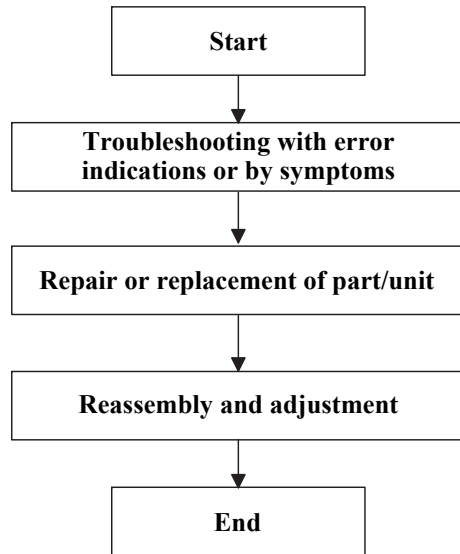 Start
Troubleshooting with error
indications or by symptoms
Repair or replacement of part/unit
Reassembly and adjustment
End